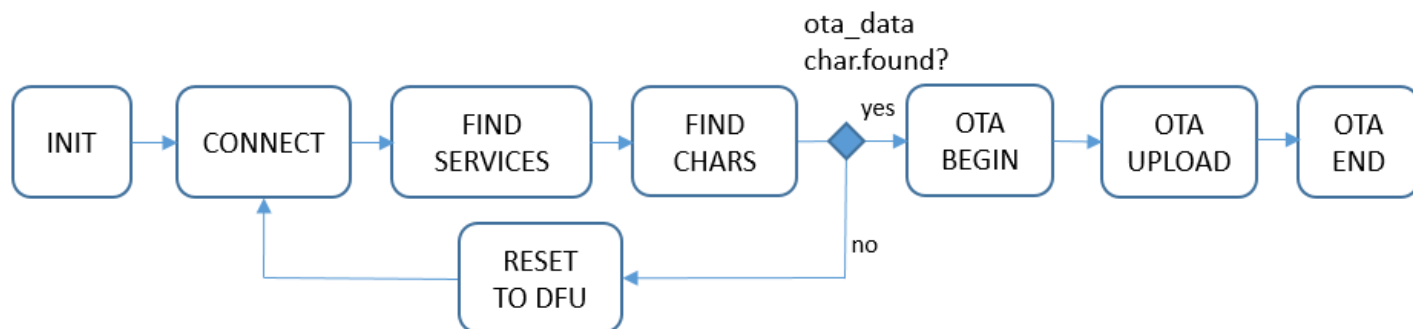 ota_data
char.found?
INIT
CONNECT
FIND
SERVICES
FIND
CHARS
yes
OTA
BEGIN
OTA
UPLOAD
OTA
END
no
RESET
TO DFU